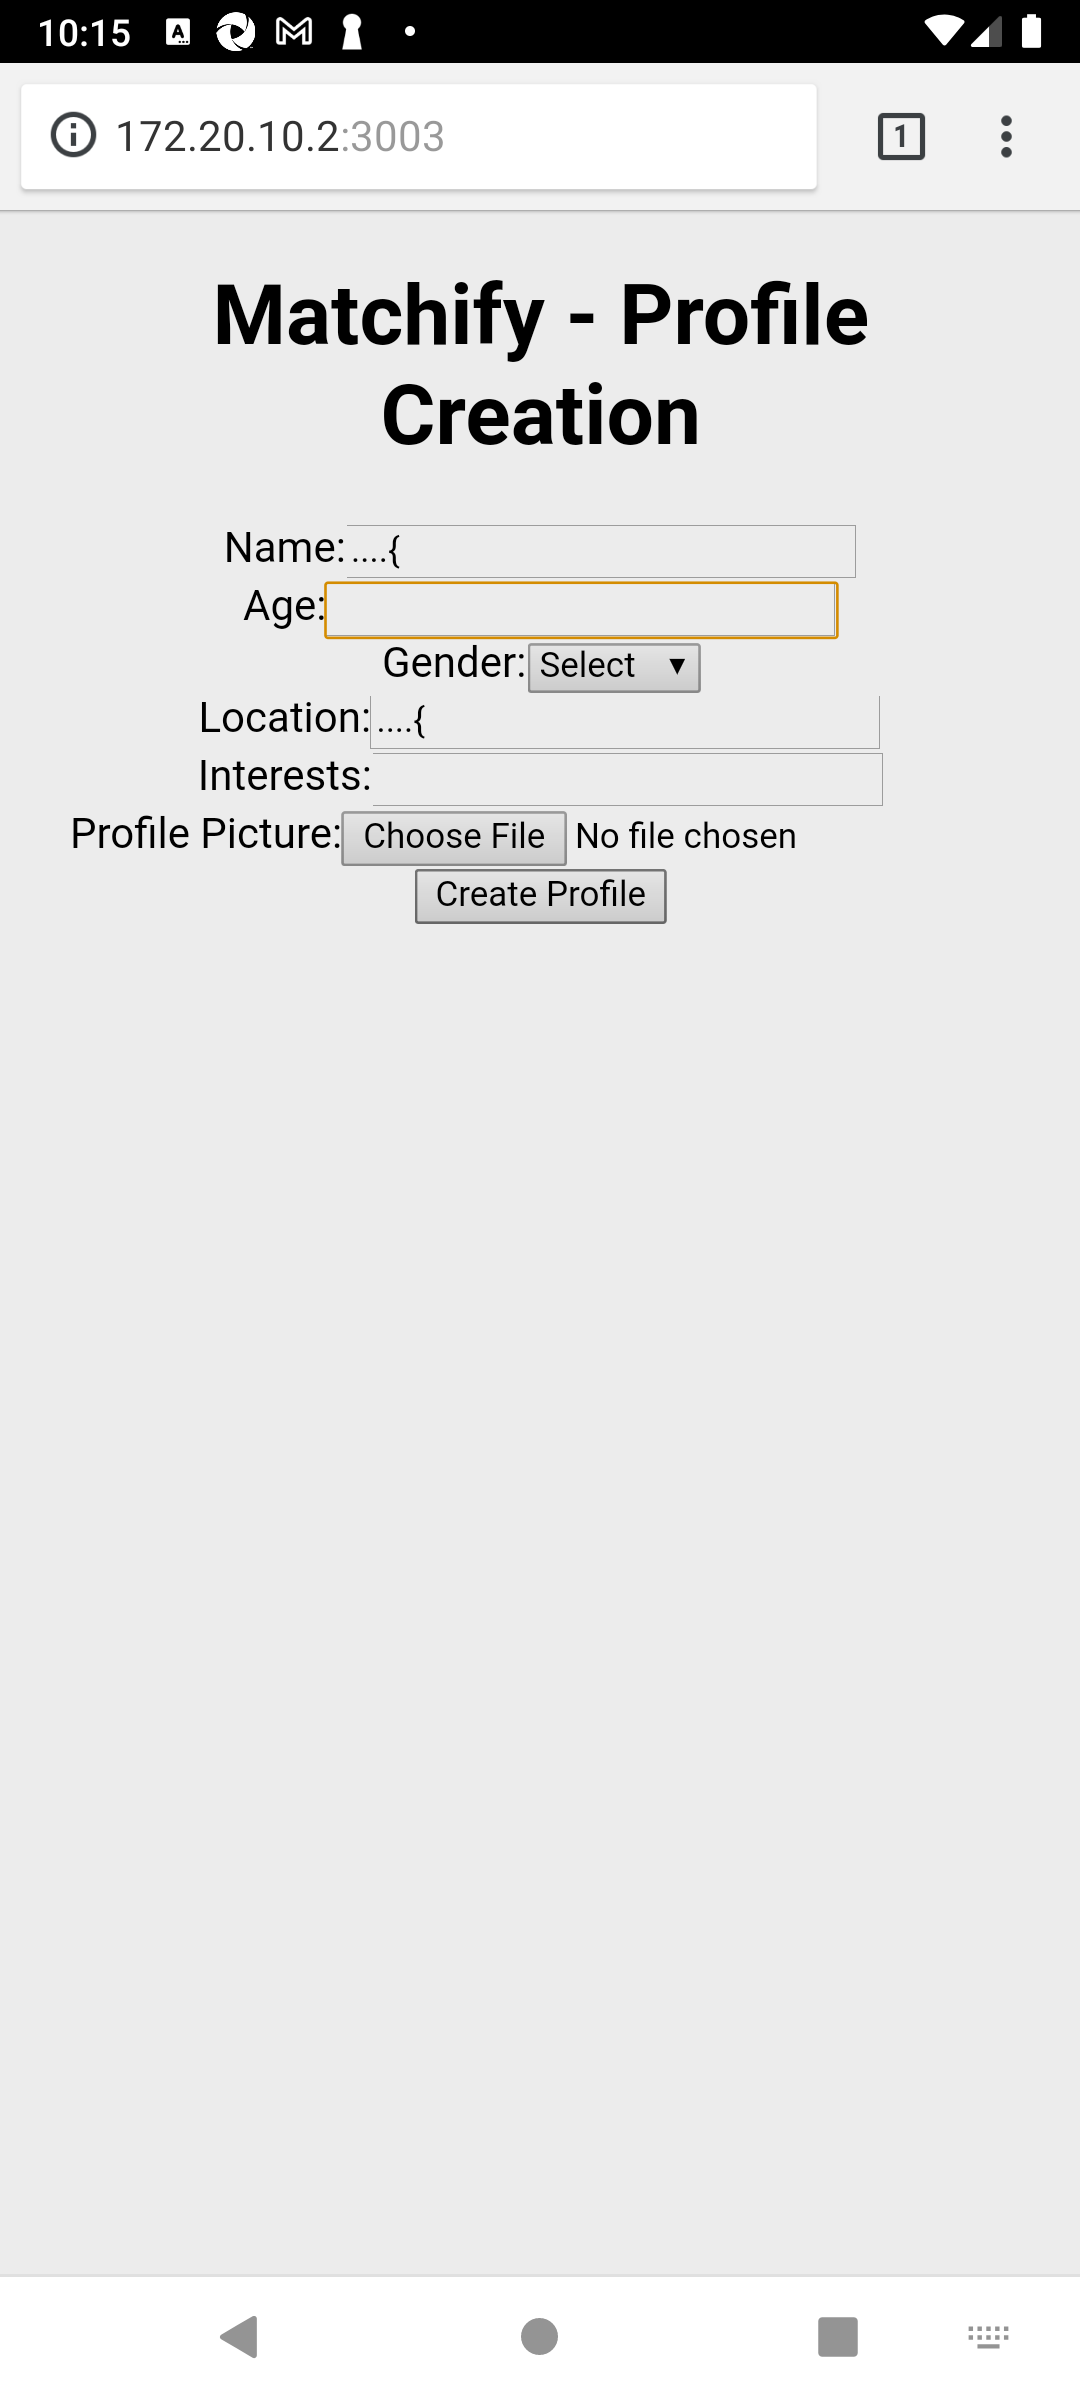 10:15
172.20.10.2:3003
1
Matchify - Profile
Creation
Name: ....{
Age:
Gender: Select ▼
Location: ....{
Interests:
Profile Picture: Choose File No file chosen
Create Profile